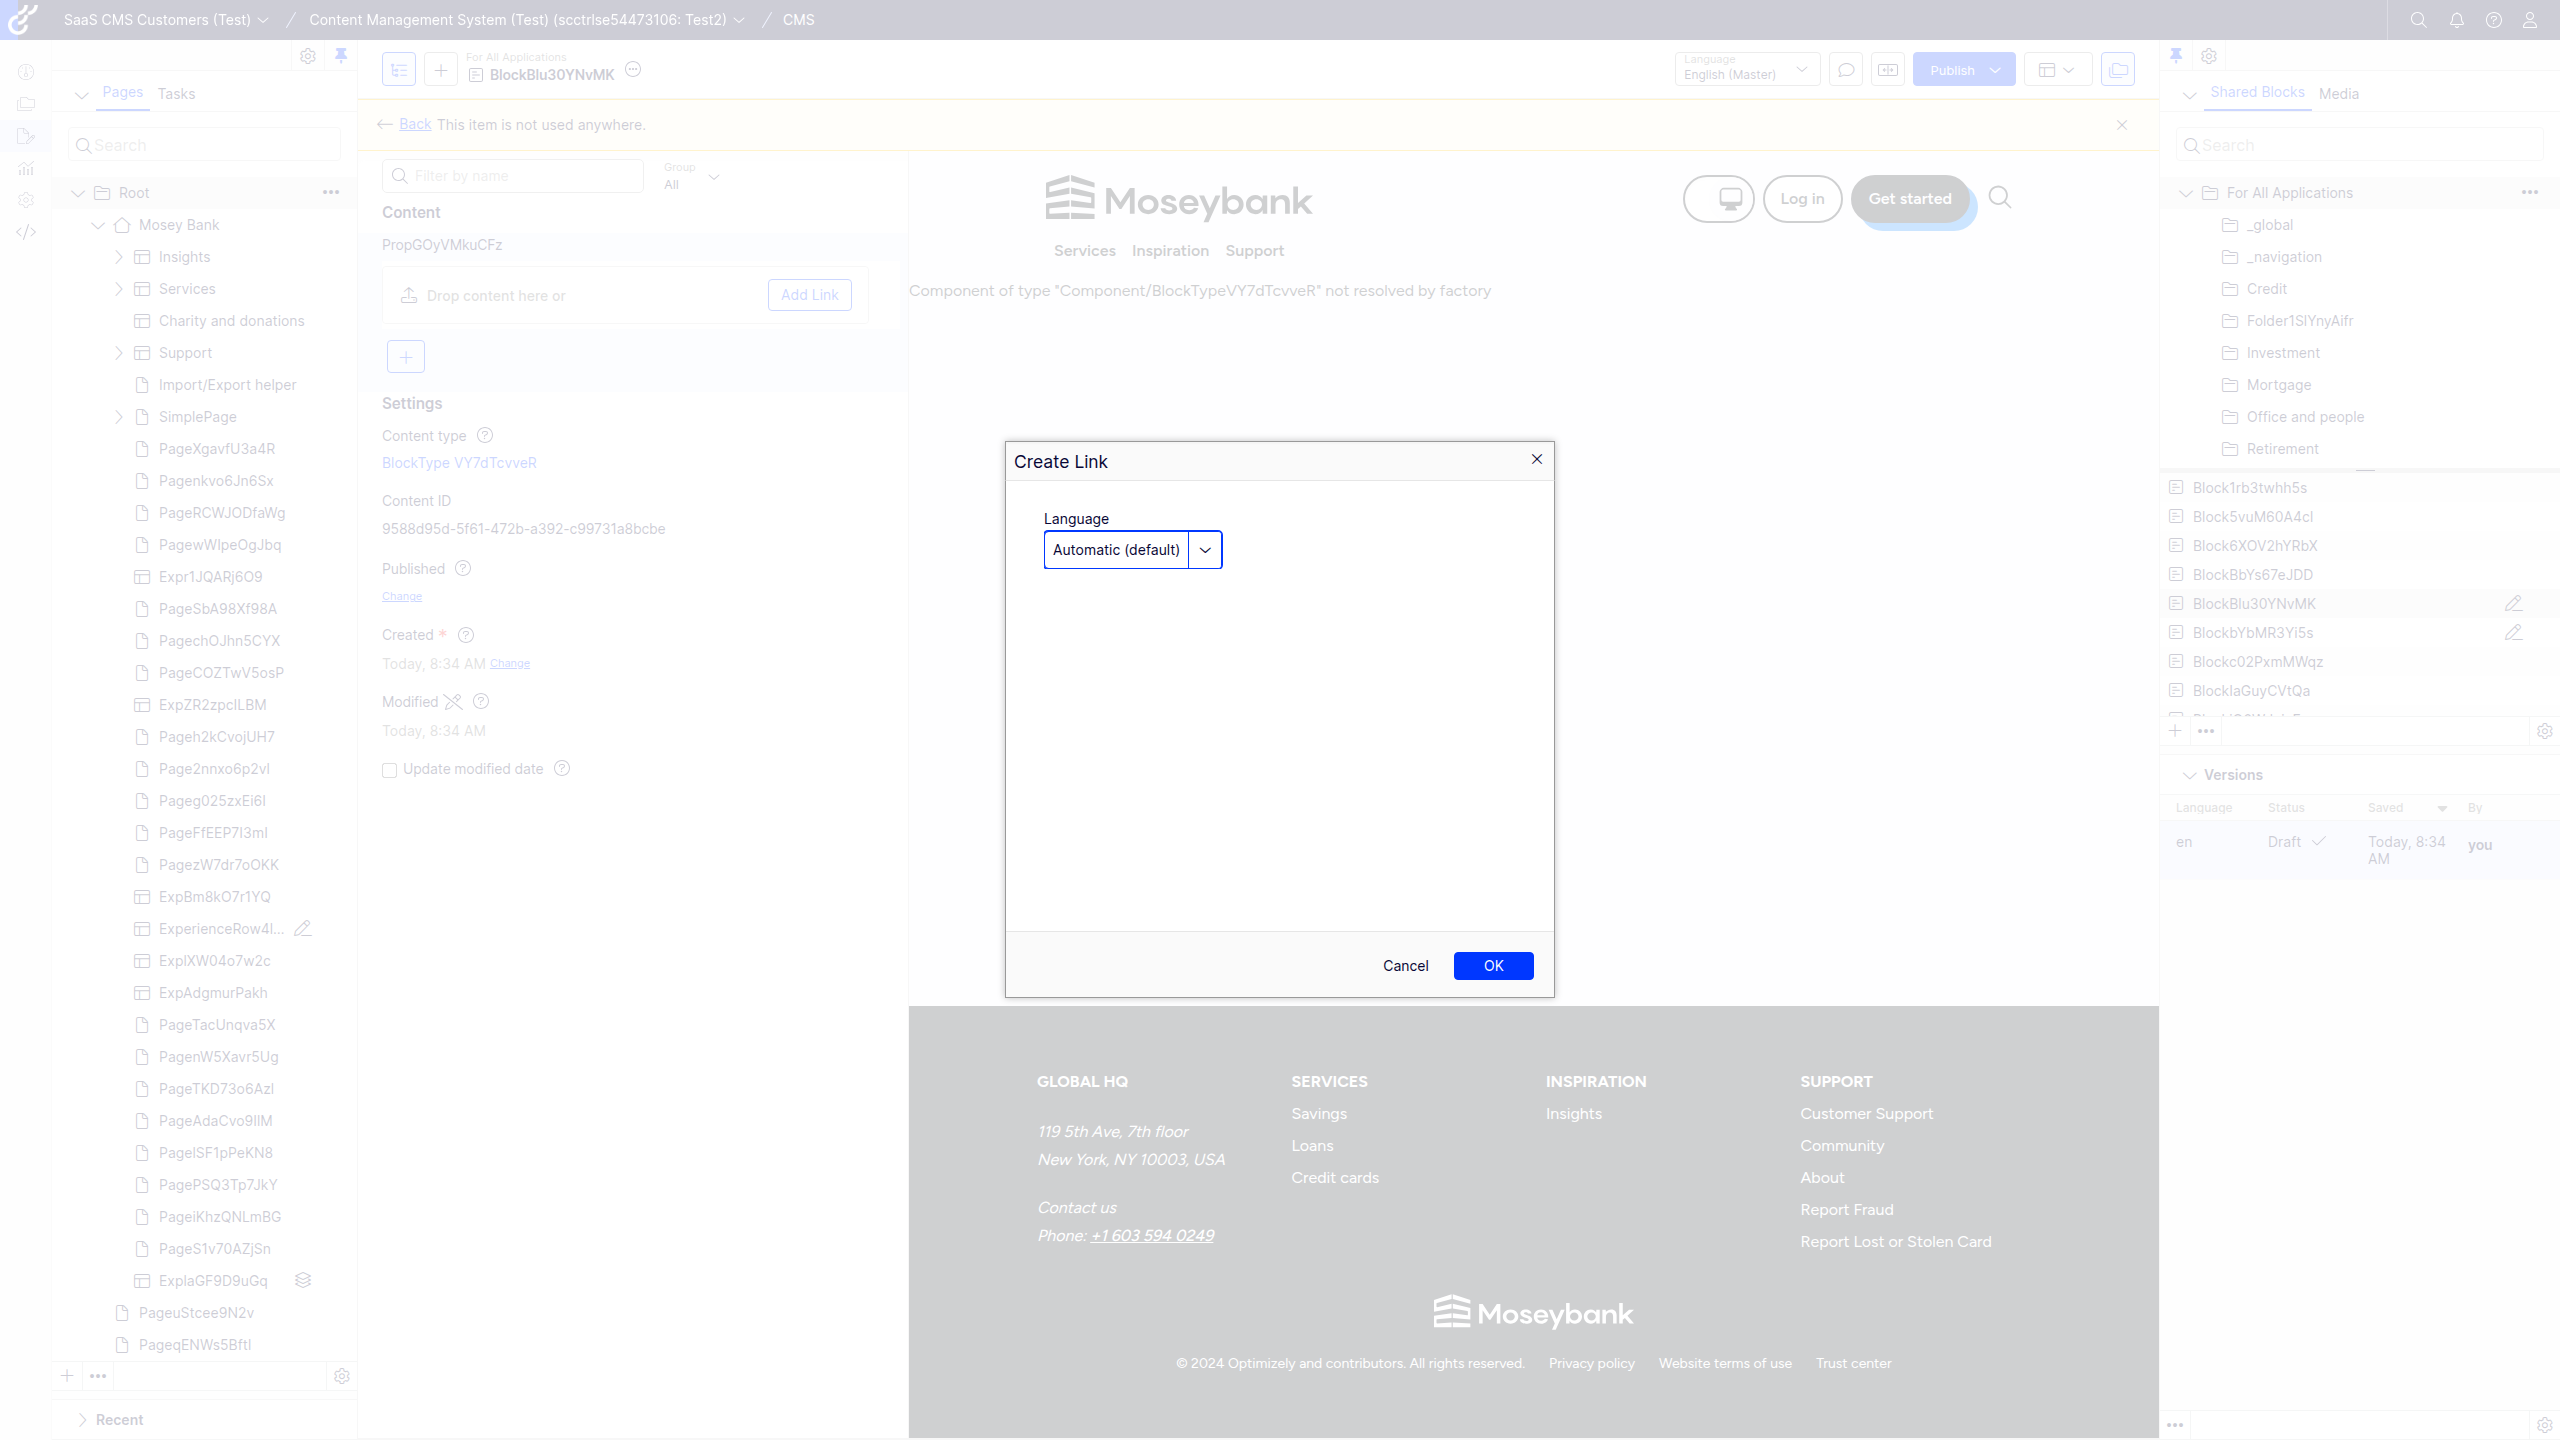 SaaS CMS Customers (Test) / Content Management System (Test) (scctrlse54473106: Test2) / CMS
Pages Tasks
Search
Root
Mosey Bank
Insights
Services
Charity and donations
Support
Import/Export helper
SimplePage
PageXgavfU3a4R
Pagenkvo6Jn6Sx
PageRCWJODfaWg
PagewWlpeOgJbq
Expr1JQARj6O9
PageSbA98Xf98A
PagechOJhn5CYX
PageCOZTwV5osP
ExpZR2zpclLBM
Pageh2kCvojUH7
Page2nnxo6p2vl
Pageg025zxEi6l
PageFfEEP7I3ml
PagezW7dr7oOKK
ExpBm8kO7r1YQ
ExperienceRow4l...
ExplXW04o7w2c
ExpAdgmurPakh
PageTacUnqva5X
PagenW5Xavr5Ug
PageTKD73o6Azl
PageAdaCvo9llM
PagelSF1pPeKN8
PagePSQ3Tp7JkY
PageiKhzQNLmBG
PageS1v70AZjSn
ExplaGF9D9uGq
PageuStcee9N2v
PageqENWs5Bftl
Recent
For All Applications
BlockBlu30YNvMK
Language
English (Master)
Publish
Back This item is not used anywhere.
Filter by name
Group
All
Content
PropGOyVMkuCFz
Drop content here or
Add Link
Settings
Content type
BlockType VY7dTcvveR
Content ID
9588d95d-5f61-472b-a392-c99731a8bcbe
Published
Change
Created *
Today, 8:34 AM Change
Modified
Today, 8:34 AM
Update modified date
Moseybank
Log in
Get started
Services Inspiration Support
Component of type "Component/BlockTypeVY7dTcvveR" not resolved by factory
Create Link
Language
Automatic (default)
Cancel
OK
GLOBAL HQ
119 5th Ave, 7th floor
New York, NY 10003, USA
Contact us
Phone: +1 603 594 0249
SERVICES
Savings
Loans
Credit cards
INSPIRATION
Insights
SUPPORT
Customer Support
Community
About
Report Fraud
Report Lost or Stolen Card
Moseybank
© 2024 Optimizely and contributors. All rights reserved. Privacy policy Website terms of use Trust center
Shared Blocks Media
Search
For All Applications
_global
_navigation
Credit
Folder1SlYnyAifr
Investment
Mortgage
Office and people
Retirement
Block1rb3twhh5s
Block5vuM60A4cl
Block6XOV2hYRbX
BlockBbYs67eJDD
BlockBlu30YNvMK
BlockbYbMR3Yi5s
Blockc02PxmMWqz
BlocklaGuyCVtQa
Versions
Language Status Saved By
en Draft Today, 8:34 AM you